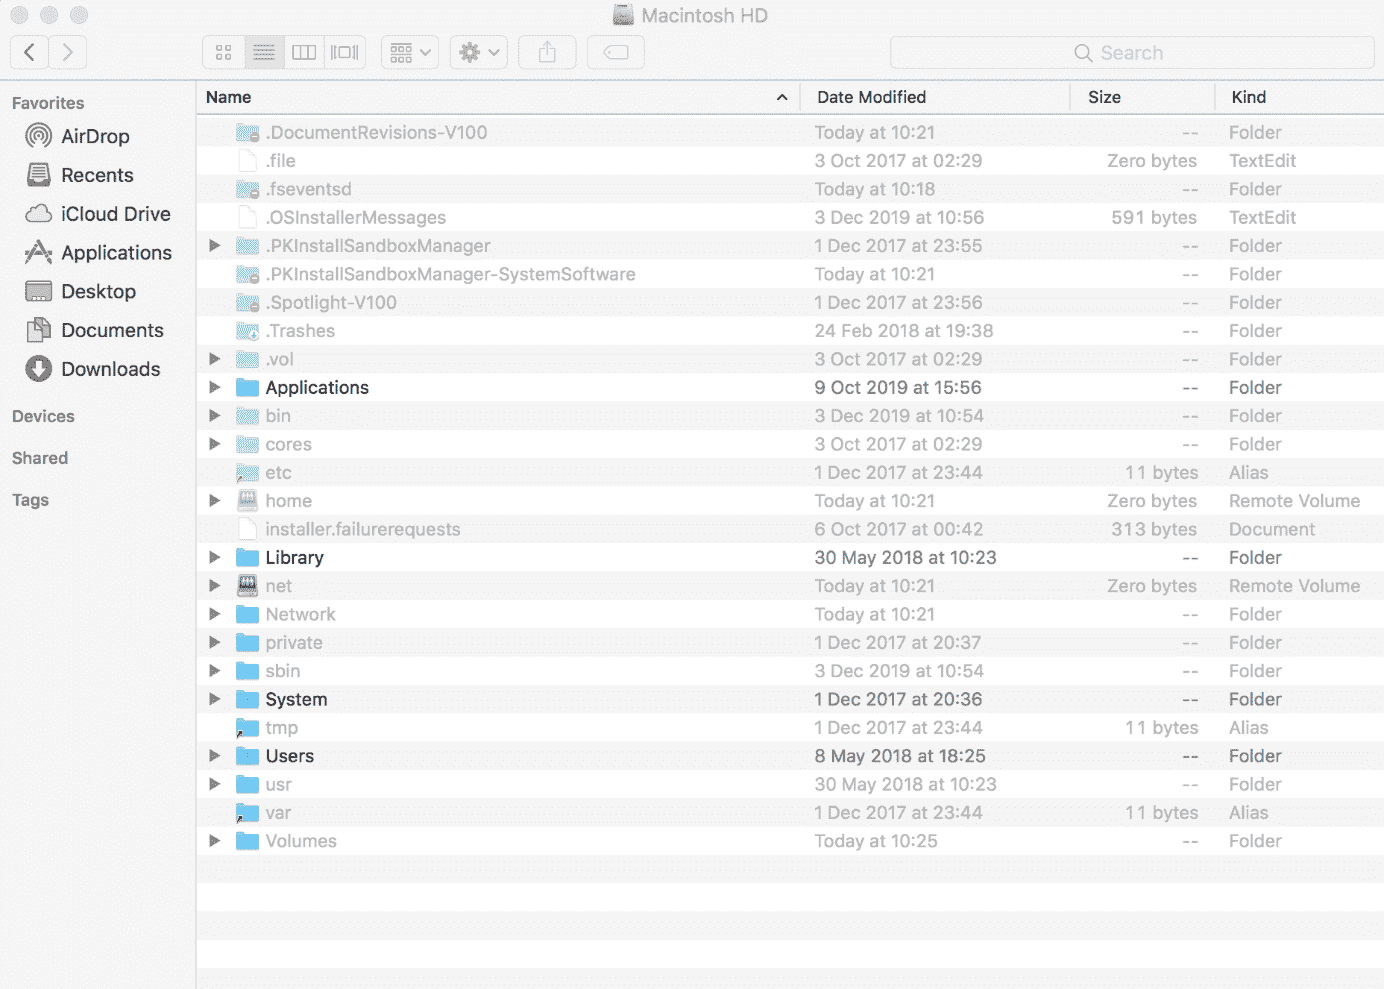 Macintosh HD
Search
Favorites
AirDrop
Recents
iCloud Drive
Applications
Desktop
Documents
Downloads
Devices
Shared
Tags
Name Date Modified Size Kind
.DocumentRevisions-V100 Today at 10:21 -- Folder
.file 3 Oct 2017 at 02:29 Zero bytes TextEdit
.fseventsd Today at 10:18 -- Folder
.OSInstallerMessages 3 Dec 2019 at 10:56 591 bytes TextEdit
.PKInstallSandboxManager 1 Dec 2017 at 23:55 -- Folder
.PKInstallSandboxManager-SystemSoftware Today at 10:21 -- Folder
.Spotlight-V100 1 Dec 2017 at 23:56 -- Folder
.Trashes 24 Feb 2018 at 19:38 -- Folder
.vol 3 Oct 2017 at 02:29 -- Folder
Applications 9 Oct 2019 at 15:56 -- Folder
bin 3 Dec 2019 at 10:54 -- Folder
cores 3 Oct 2017 at 02:29 -- Folder
etc 1 Dec 2017 at 23:44 11 bytes Alias
home Today at 10:21 Zero bytes Remote Volume
installer.failurerequests 6 Oct 2017 at 00:42 313 bytes Document
Library 30 May 2018 at 10:23 -- Folder
net Today at 10:21 Zero bytes Remote Volume
Network Today at 10:21 -- Folder
private 1 Dec 2017 at 20:37 -- Folder
sbin 3 Dec 2019 at 10:54 -- Folder
System 1 Dec 2017 at 20:36 -- Folder
tmp 1 Dec 2017 at 23:44 11 bytes Alias
Users 8 May 2018 at 18:25 -- Folder
usr 30 May 2018 at 10:23 -- Folder
var 1 Dec 2017 at 23:44 11 bytes Alias
Volumes Today at 10:25 -- Folder